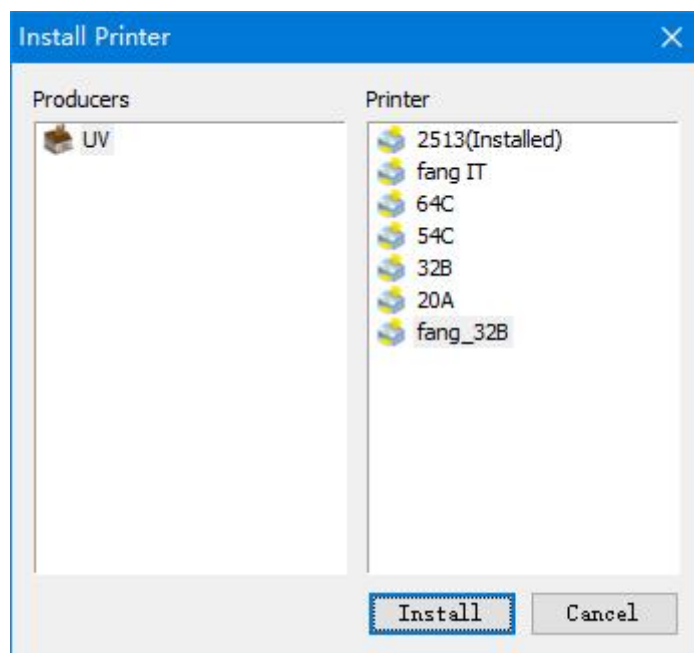 Install Printer
Producers
UV
Printer
2513(Installed)
fang IT
64C
54C
32B
20A
fang_32B
Install
Cancel